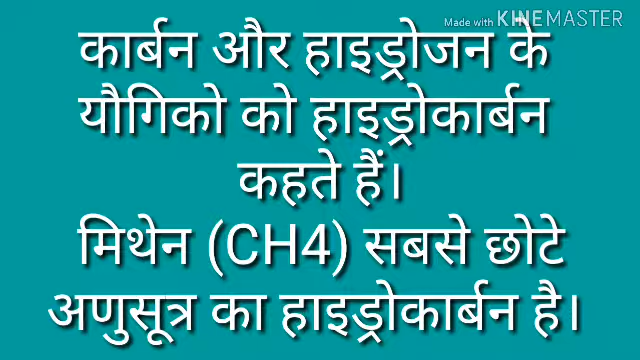 Made with KINEMASTER
कार्बन और हाइड्रोजन के
यौगिको को हाइड्रोकार्बन
कहते हैं।
मिथेन (CH4) सबसे छोटे
अणुसूत्र का हाइड्रोकार्बन है।